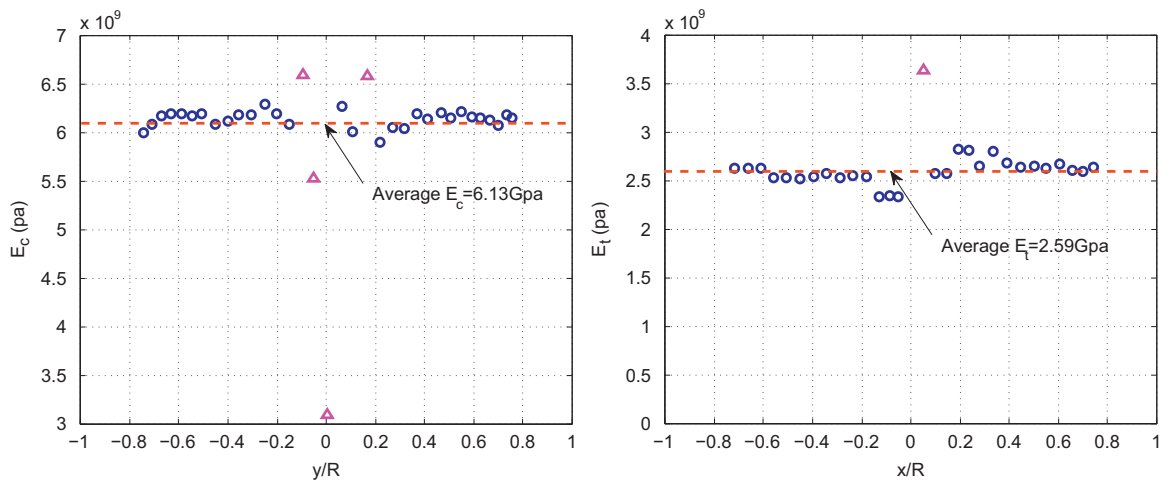 x 10^9
7
6.5
6
5.5
5
4.5
4
3.5
3
E_c (pa)
Average E_c=6.13Gpa
−1 −0.8 −0.6 −0.4 −0.2 0 0.2 0.4 0.6 0.8 1
y/R
x 10^9
4
3.5
3
2.5
2
1.5
1
0.5
0
E_t (pa)
Average E_t=2.59Gpa
−1 −0.8 −0.6 −0.4 −0.2 0 0.2 0.4 0.6 0.8 1
x/R